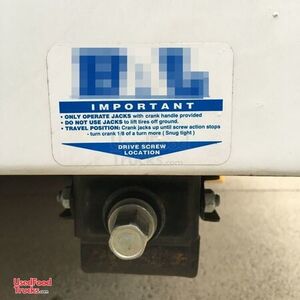 IMPORTANT
• ONLY OPERATE JACKS with crank handle provided
• DO NOT USE JACKS to lift tires off ground.
• TRAVEL POSITION: Crank jacks up until screw action stops
- turn crank 1/8 of a turn more ( Snug tight )
DRIVE SCREW
LOCATION
UsedFood
Trucks.com